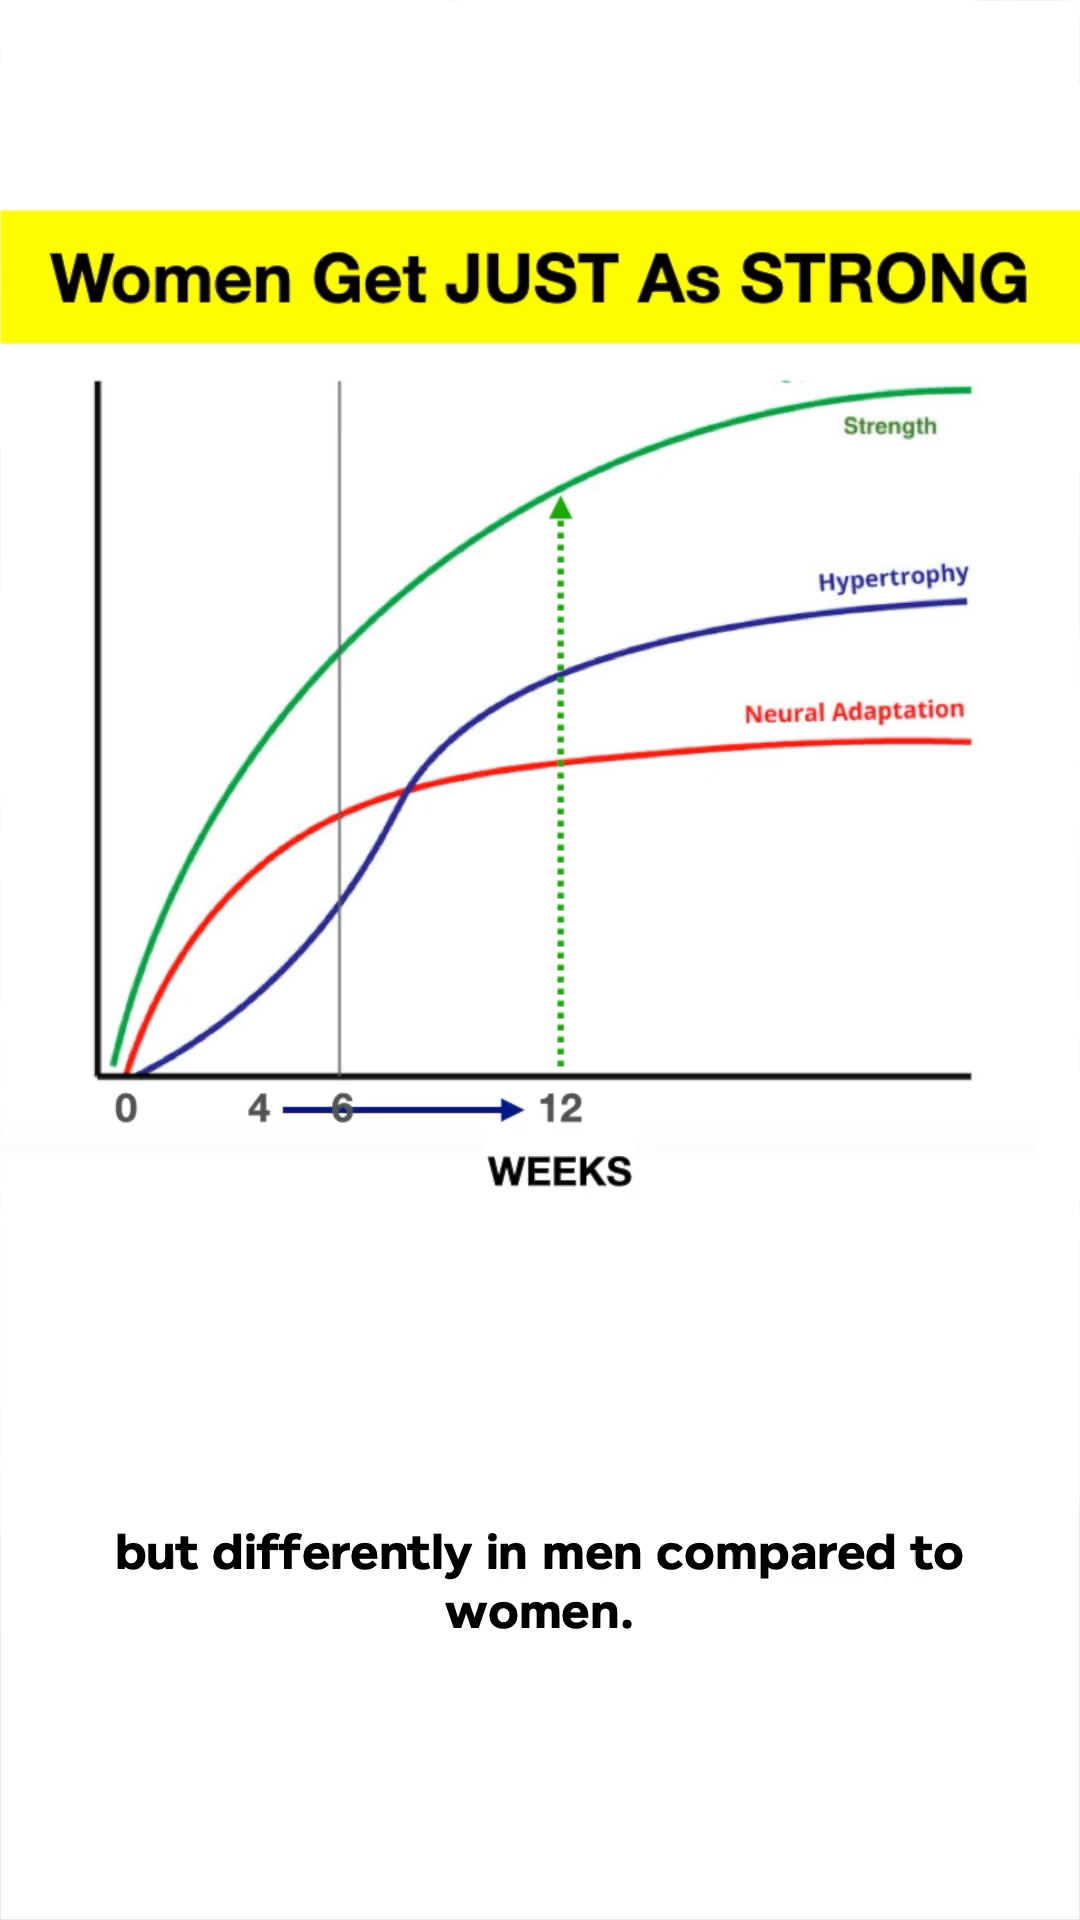 Women Get JUST As STRONG
Strength
Hypertrophy
Neural Adaptation
0 4 6 12
WEEKS
but differently in men compared to
women.